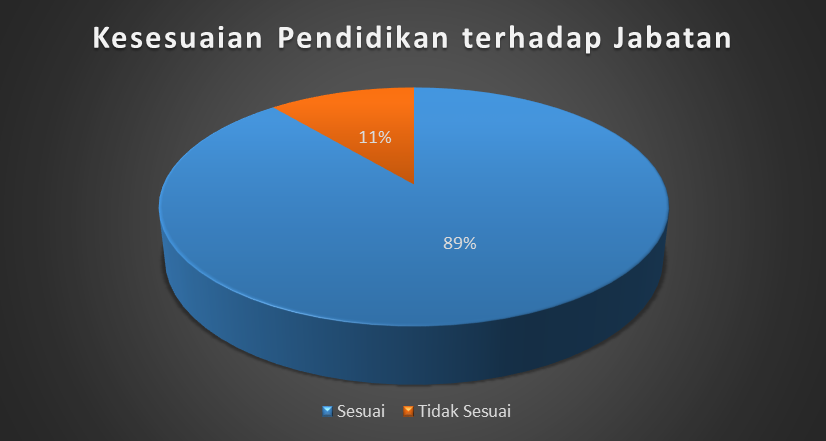 Kesesuaian Pendidikan terhadap Jabatan
11%
89%
Sesuai Tidak Sesuai